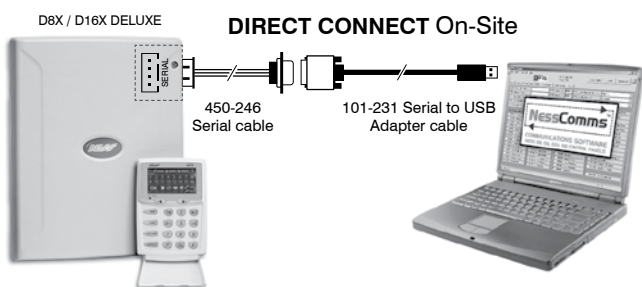 D8X / D16X DELUXE
DIRECT CONNECT On-Site
SERIAL
450-246
Serial cable
101-231 Serial to USB
Adapter cable
NessComms
COMMUNICATIONS SOFTWARE